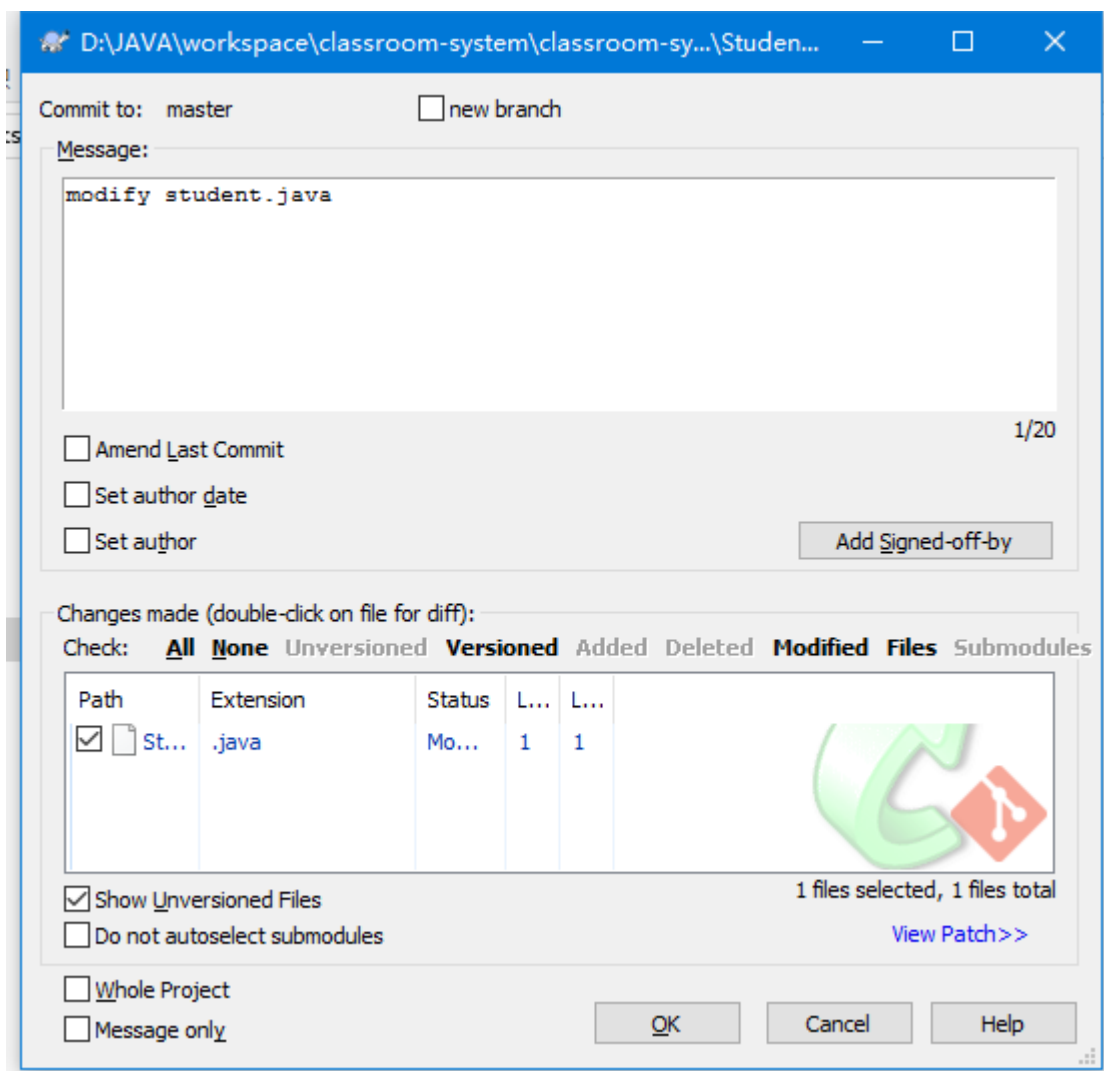 D:\JAVA\workspace\classroom-system\classroom-sy...\Studen...
Commit to: master new branch
Message:
modify student.java
1/20
Amend Last Commit
Set author date
Set author
Add Signed-off-by
Changes made (double-click on file for diff):
Check: All None Unversioned Versioned Added Deleted Modified Files Submodules
Path Extension Status L... L...
St... .java Mo... 1 1
Show Unversioned Files
1 files selected, 1 files total
Do not autoselect submodules
View Patch>>
Whole Project
Message only
OK Cancel Help